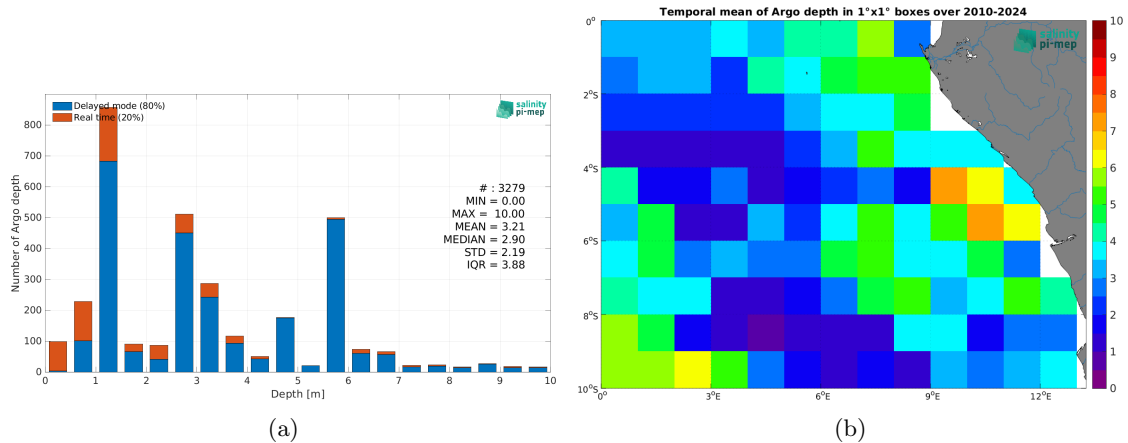 Temporal mean of Argo depth in 1°x1° boxes over 2010-2024
Delayed mode (80%)
Real time (20%)
salinity
pi-mep
# : 3279
MIN = 0.00
MAX = 10.00
MEAN = 3.21
MEDIAN = 2.90
STD = 2.19
IQR = 3.88
Number of Argo depth
800
700
600
500
400
300
200
100
0
0 1 2 3 4 5 6 7 8 9 10
Depth [m]
(a)
salinity
pi-mep
0°
2°S
4°S
6°S
8°S
10°S
0° 3°E 6°E 9°E 12°E
10
9
8
7
6
5
4
3
2
1
0
(b)